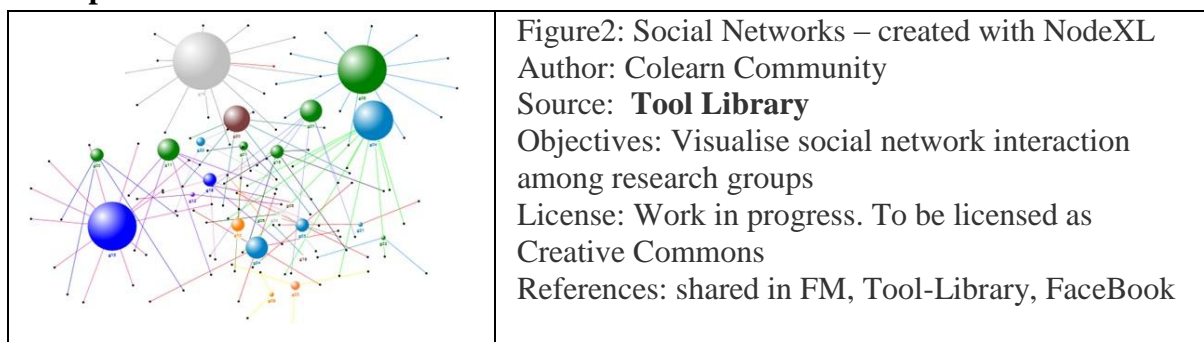 Figure2: Social Networks – created with NodeXL
Author: Colearn Community
Source: Tool Library
Objectives: Visualise social network interaction
among research groups
License: Work in progress. To be licensed as
Creative Commons
References: shared in FM, Tool-Library, FaceBook